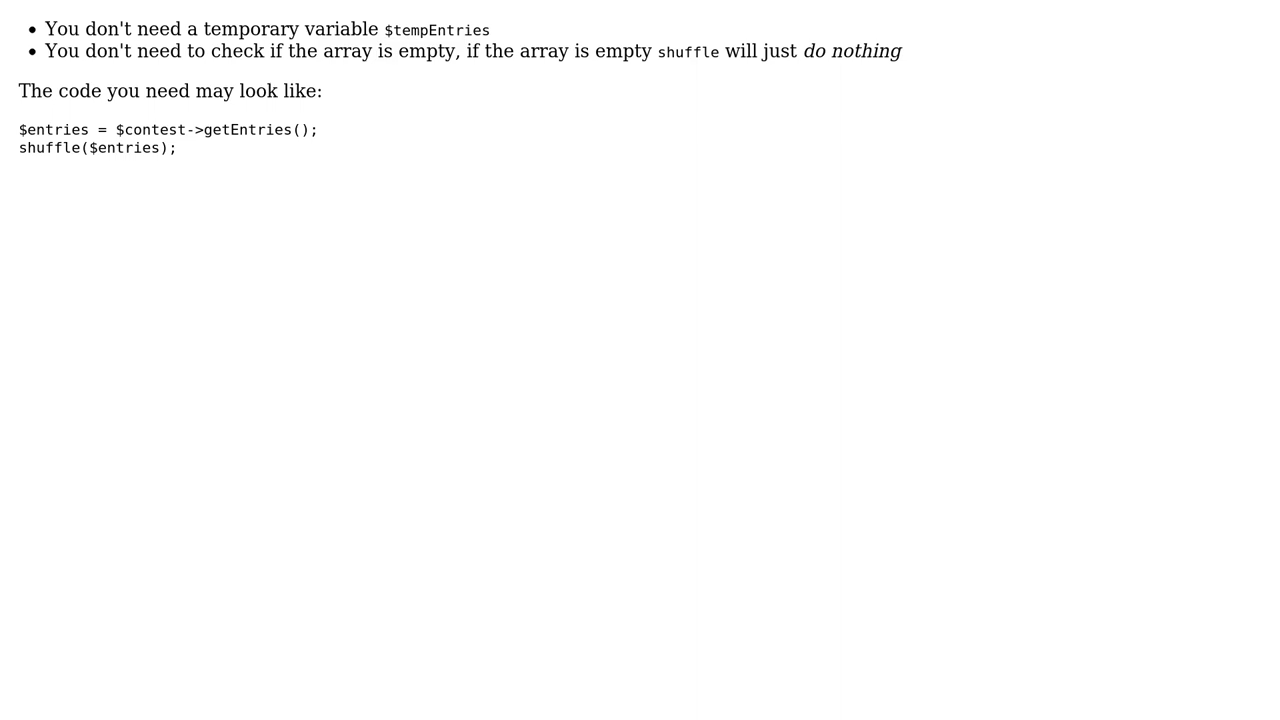 You don't need a temporary variable $tempEntries
You don't need to check if the array is empty, if the array is empty shuffle will just do nothing
The code you need may look like:
$entries = $contest->getEntries();
shuffle($entries);